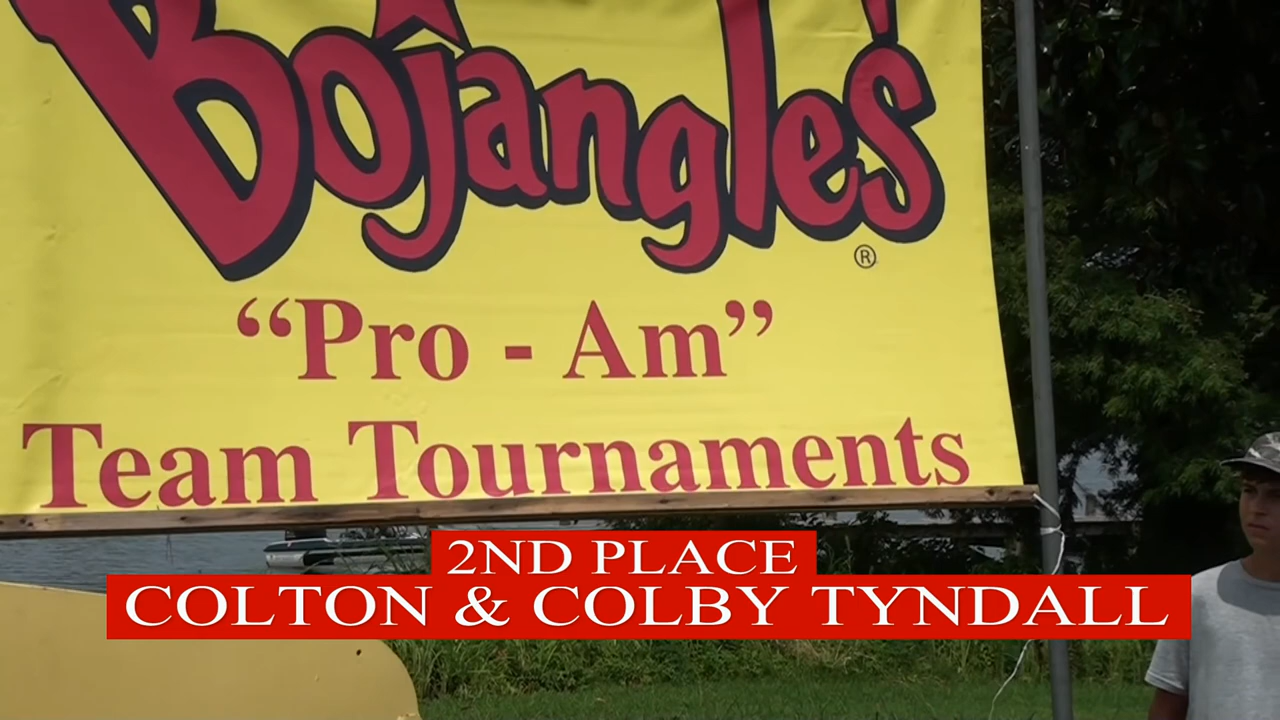 Bojangles'
®
“Pro - Am”
Team Tournaments
2ND PLACE
COLTON & COLBY TYNDALL